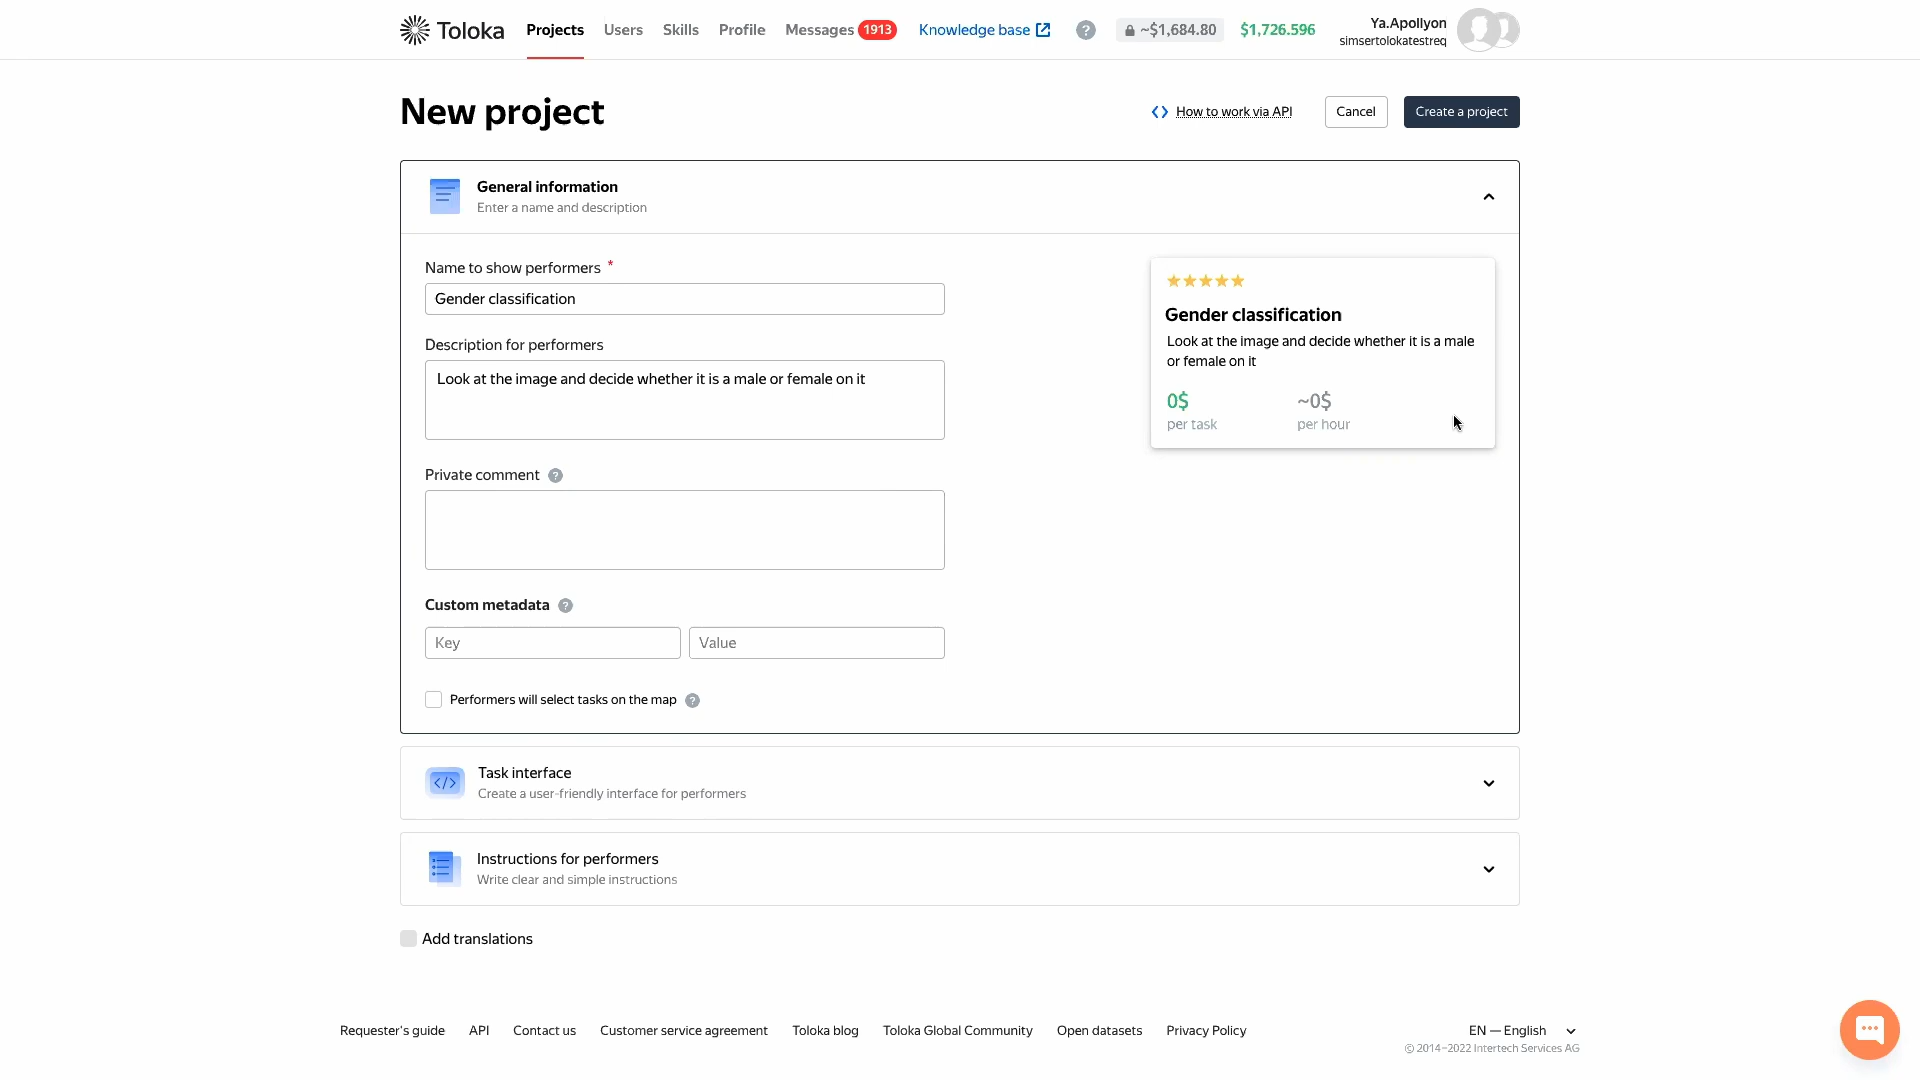 Toloka
Projects Users Skills Profile Messages 1913 Knowledge base ? ~$1,684.80 $1,726.596 Ya.Apollyon
simsertolokatestreq
New project
How to work via API Cancel Create a project
General information
Enter a name and description
Name to show performers *
Gender classification
Description for performers
Look at the image and decide whether it is a male or female on it
Private comment ?
Custom metadata ?
Key Value
Performers will select tasks on the map ?
Gender classification
Look at the image and decide whether it is a male
or female on it
0$ ~0$
per task per hour
</> Task interface
Create a user-friendly interface for performers
Instructions for performers
Write clear and simple instructions
Add translations
Requester's guide API Contact us Customer service agreement Toloka blog Toloka Global Community Open datasets Privacy Policy EN — English
© 2014–2022 Intertech Services AG